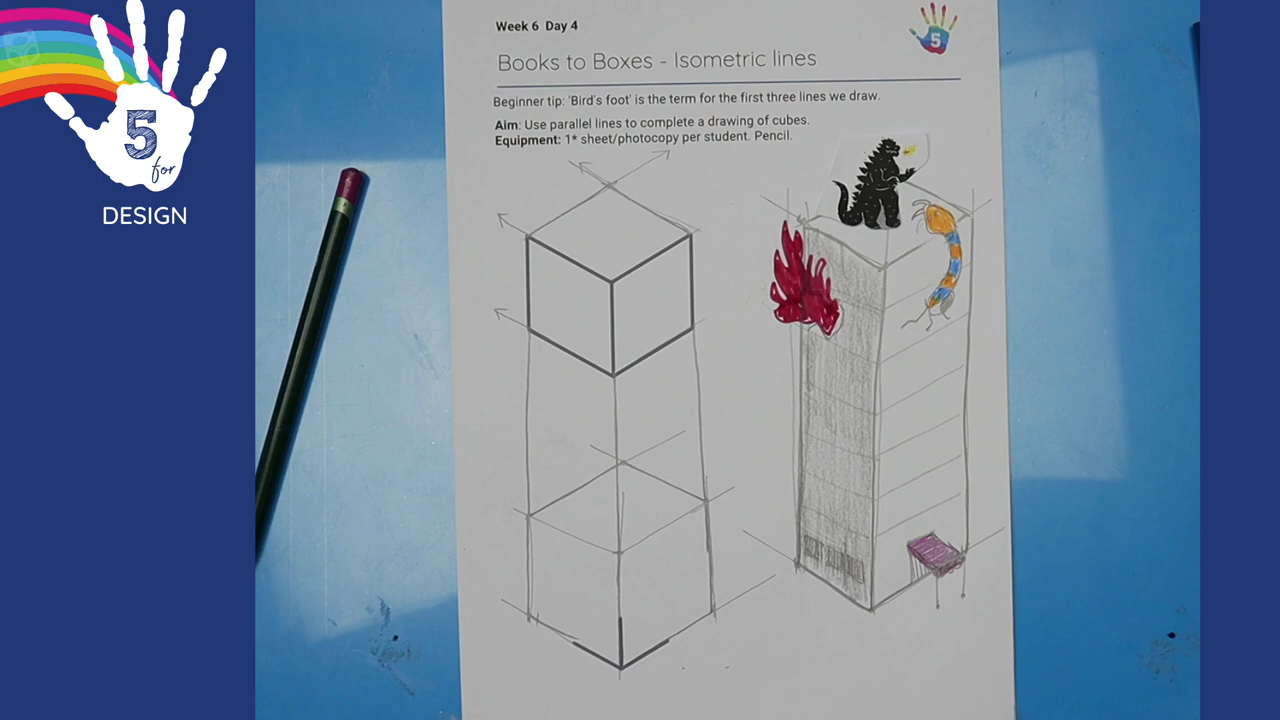 5
for
DESIGN
Week 6 Day 4
5
Books to Boxes - Isometric lines
Beginner tip: 'Bird's foot' is the term for the first three lines we draw.
Aim: Use parallel lines to complete a drawing of cubes.
Equipment: 1* sheet/photocopy per student. Pencil.